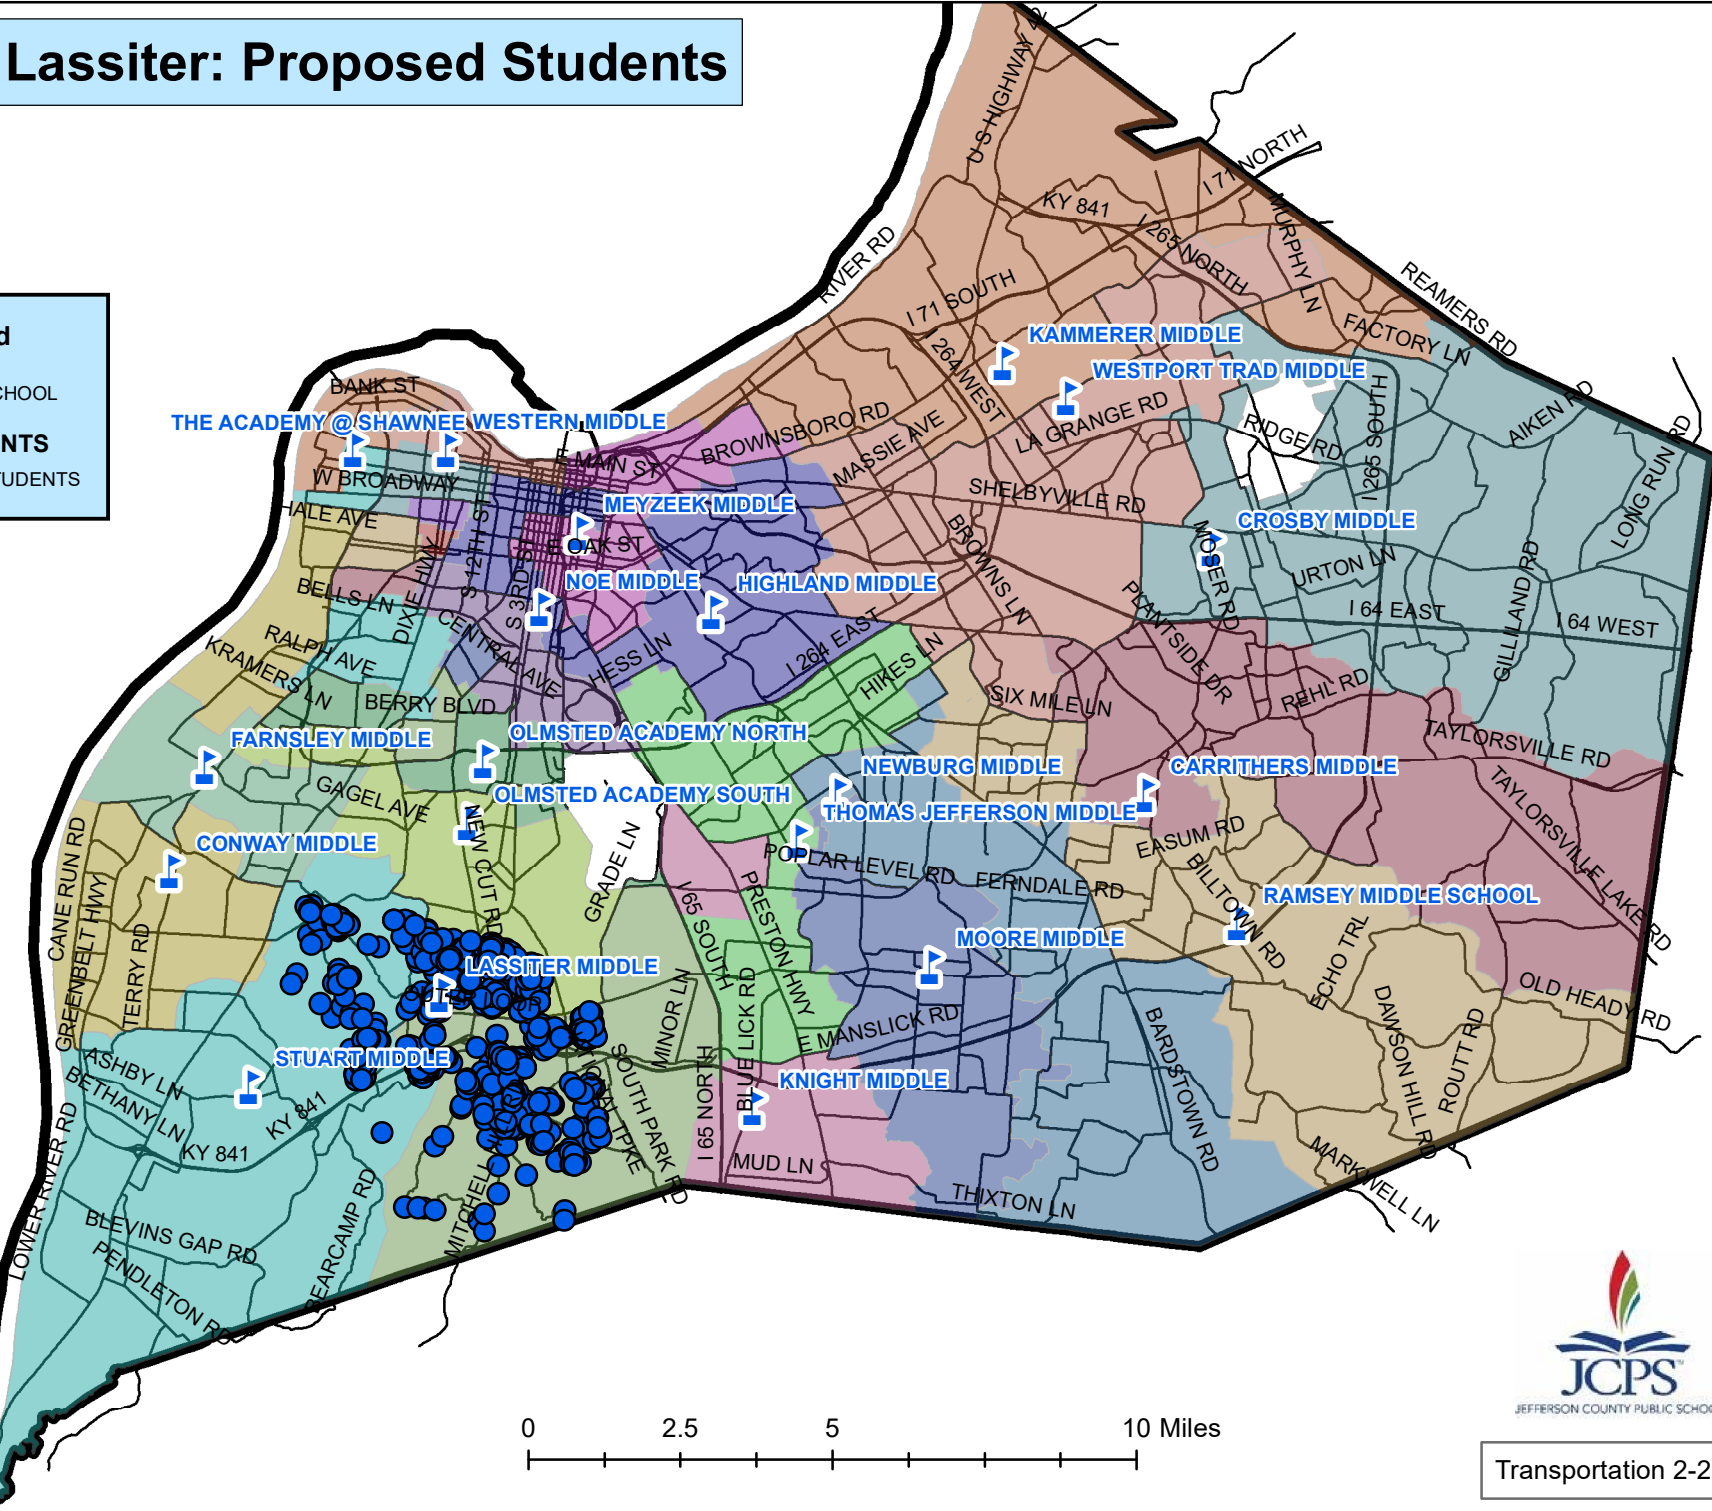 Lassiter: Proposed Students
d
CHOOL
NTS
TUDENTS
U S HIGHWAY
I 71 NORTH
KY 841
I 265 NORTH
MURPHY LN
RIVER RD
I 71 SOUTH
REAMERS RD
FACTORY LN
KAMMERER MIDDLE
I 264 WEST
WESTPORT TRAD MIDDLE
BANK ST
THE ACADEMY @ SHAWNEE
WESTERN MIDDLE
BROWNSBORO RD
MASSIE AVE
LA GRANGE RD
RIDGE RD
I 265 SOUTH
AIKEN RD
LONG RUN RD
E MAIN ST
W BROADWAY
SHELBYVILLE RD
HALE AVE
MEYZEEK MIDDLE
CROSBY MIDDLE
MOSER RD
E OAK ST
S 12TH ST
S 3RD ST
DIXIE HWY
BROWNS LN
URTON LN
NOE MIDDLE
HIGHLAND MIDDLE
BELLS LN
PLANTSIDE DR
I 64 EAST
I 64 WEST
GILLILAND RD
CENTRAL AVE
RALPH AVE
KRAMERS LN
HESS LN
I 264 EAST
HIKES LN
BERRY BLVD
SIX MILE LN
REHL RD
FARNSLEY MIDDLE
OLMSTED ACADEMY NORTH
TAYLORSVILLE RD
NEWBURG MIDDLE
CARRITHERS MIDDLE
GAGEL AVE
OLMSTED ACADEMY SOUTH
THOMAS JEFFERSON MIDDLE
TAYLORSVILLE LAKE RD
NEW CUT RD
CONWAY MIDDLE
EASUM RD
GRADE LN
POPLAR LEVEL RD
FERNDALE RD
BILLTOWN RD
CANE RUN RD
GREENBELT HWY
TERRY RD
I 65 SOUTH
PRESTON HWY
RAMSEY MIDDLE SCHOOL
MOORE MIDDLE
ECHO TRL
LASSITER MIDDLE
OLD HEADY RD
MINOR LN
BLUE LICK RD
E MANSLICK RD
BARDSTOWN RD
DAWSON HILL RD
ROUTT RD
STUART MIDDLE
ASHBY LN
BETHANY LN
KNIGHT MIDDLE
SOUTH PARK RD
I 65 NORTH
KY 841
KY 841
LOWER RIVER RD
MUD LN
MARKWELL LN
THIXTON LN
BLEVINS GAP RD
BEARCAMP RD
PENDLETON RD
JCPS
JEFFERSON COUNTY PUBLIC SCHOO
0 2.5 5 10 Miles
Transportation 2-2